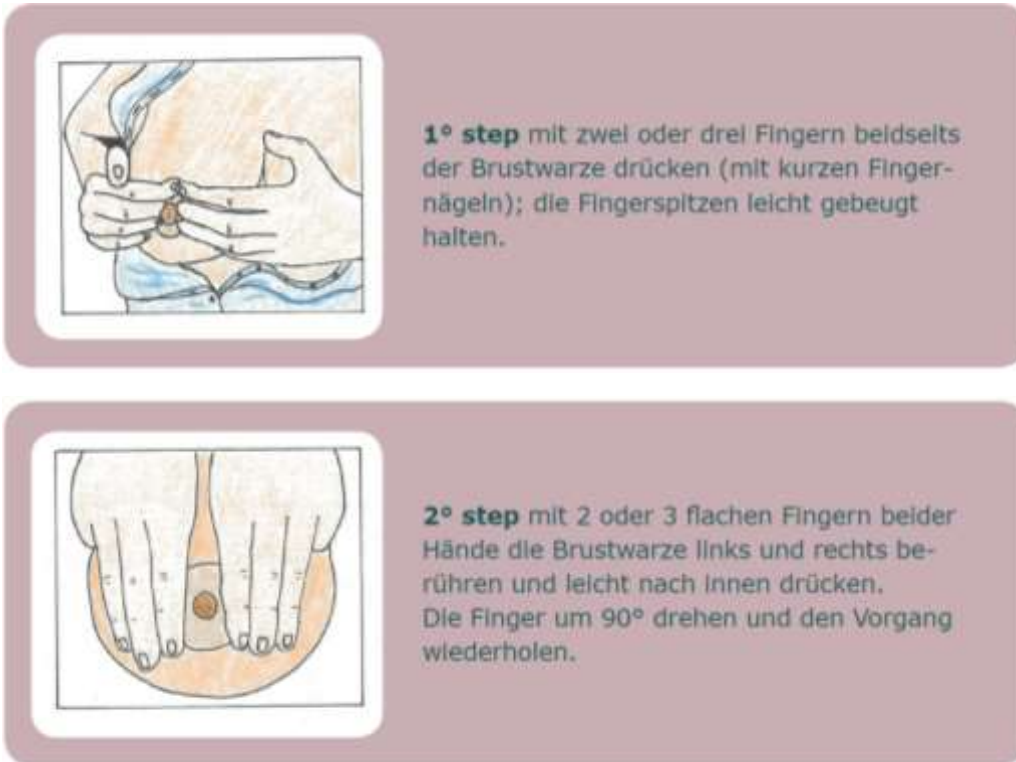 1º step mit zwei oder drei Fingern beidseits
der Brustwarze drücken (mit kurzen Finger-
nägeln); die Fingerspitzen leicht gebeugt
halten.
2º step mit 2 oder 3 flachen Fingern beider
Hände die Brustwarze links und rechts be-
rühren und leicht nach innen drücken.
Die Finger um 90° drehen und den Vorgang
wiederholen.